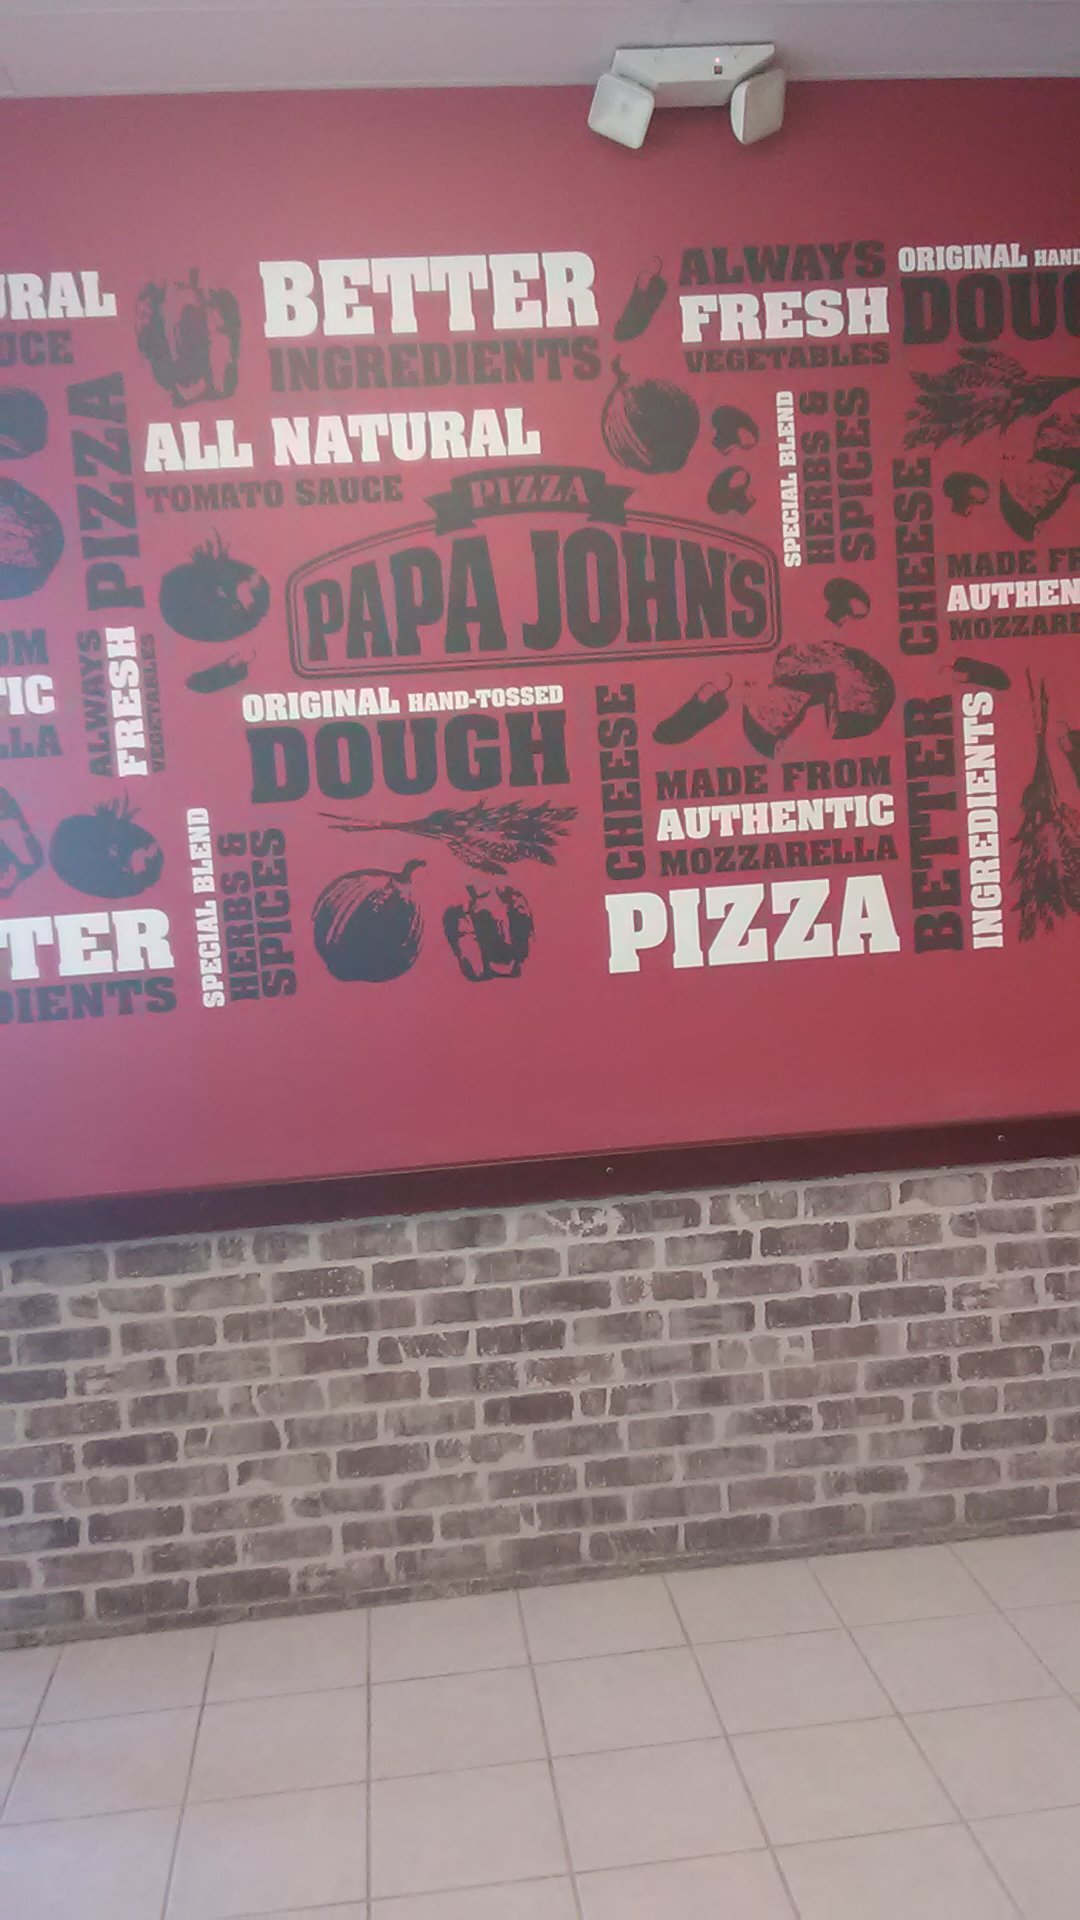 URAL
UCE
PIZZA
OM
TIC
LLA
ALWAYS
FRESH
VEGETABLES
TTER
DIENTS
BETTER
INGREDIENTS
ALL NATURAL
TOMATO SAUCE
PIZZA
PAPA JOHN'S
ORIGINAL HAND-TOSSED
DOUGH
SPECIAL BLEND
HERBS &
SPICES
ALWAYS
FRESH
VEGETABLES
SPECIAL BLEND
HERBS &
SPICES
CHEESE
MADE FROM
AUTHENTIC
MOZZARELLA
PIZZA
BETTER
INGREDIENTS
ORIGINAL HAND
DOUG
CHEESE
MADE FR
AUTHEN
MOZZARE